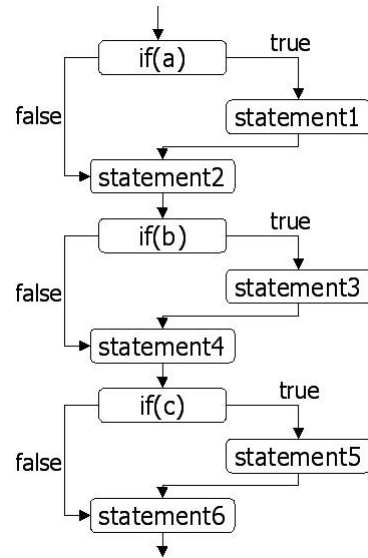 if(a)
true
false
statement1
statement2
if(b)
true
false
statement3
statement4
if(c)
true
false
statement5
statement6